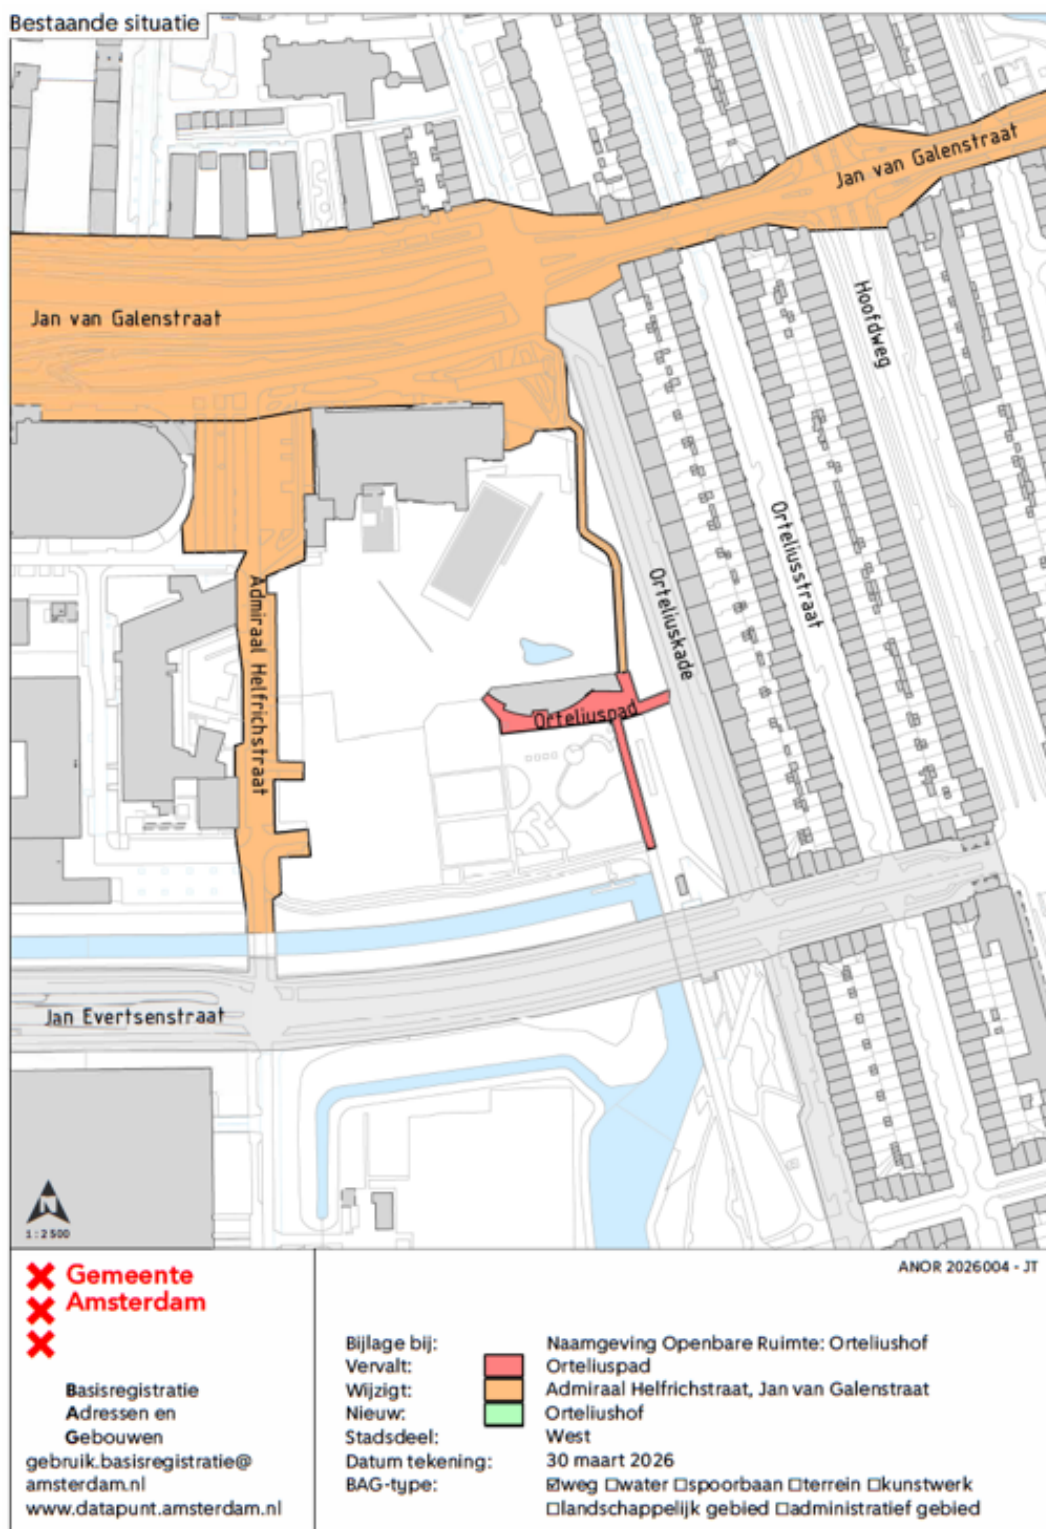 Bestaande situatie
Jan van Galenstraat
Jan van Galenstraat
Hoofdweg
Orteliusstraat
Orteliuskade
Admiraal Helfrichstraat
Orteliuspad
Jan Evertsenstraat
N
1:2500
Gemeente
Amsterdam
Basisregistratie
Adressen en
Gebouwen
gebruik.basisregistratie@
amsterdam.nl
www.datapunt.amsterdam.nl
ANOR 2026004 - JT
Bijlage bij: Naamgeving Openbare Ruimte: Orteliushof
Vervalt: Orteliuspad
Wijzigt: Admiraal Helfrichstraat, Jan van Galenstraat
Nieuw: Orteliushof
Stadsdeel: West
Datum tekening: 30 maart 2026
BAG-type: ☑weg ☐water ☐spoorbaan ☐terrein ☐kunstwerk
☐landschappelijk gebied ☐administratief gebied